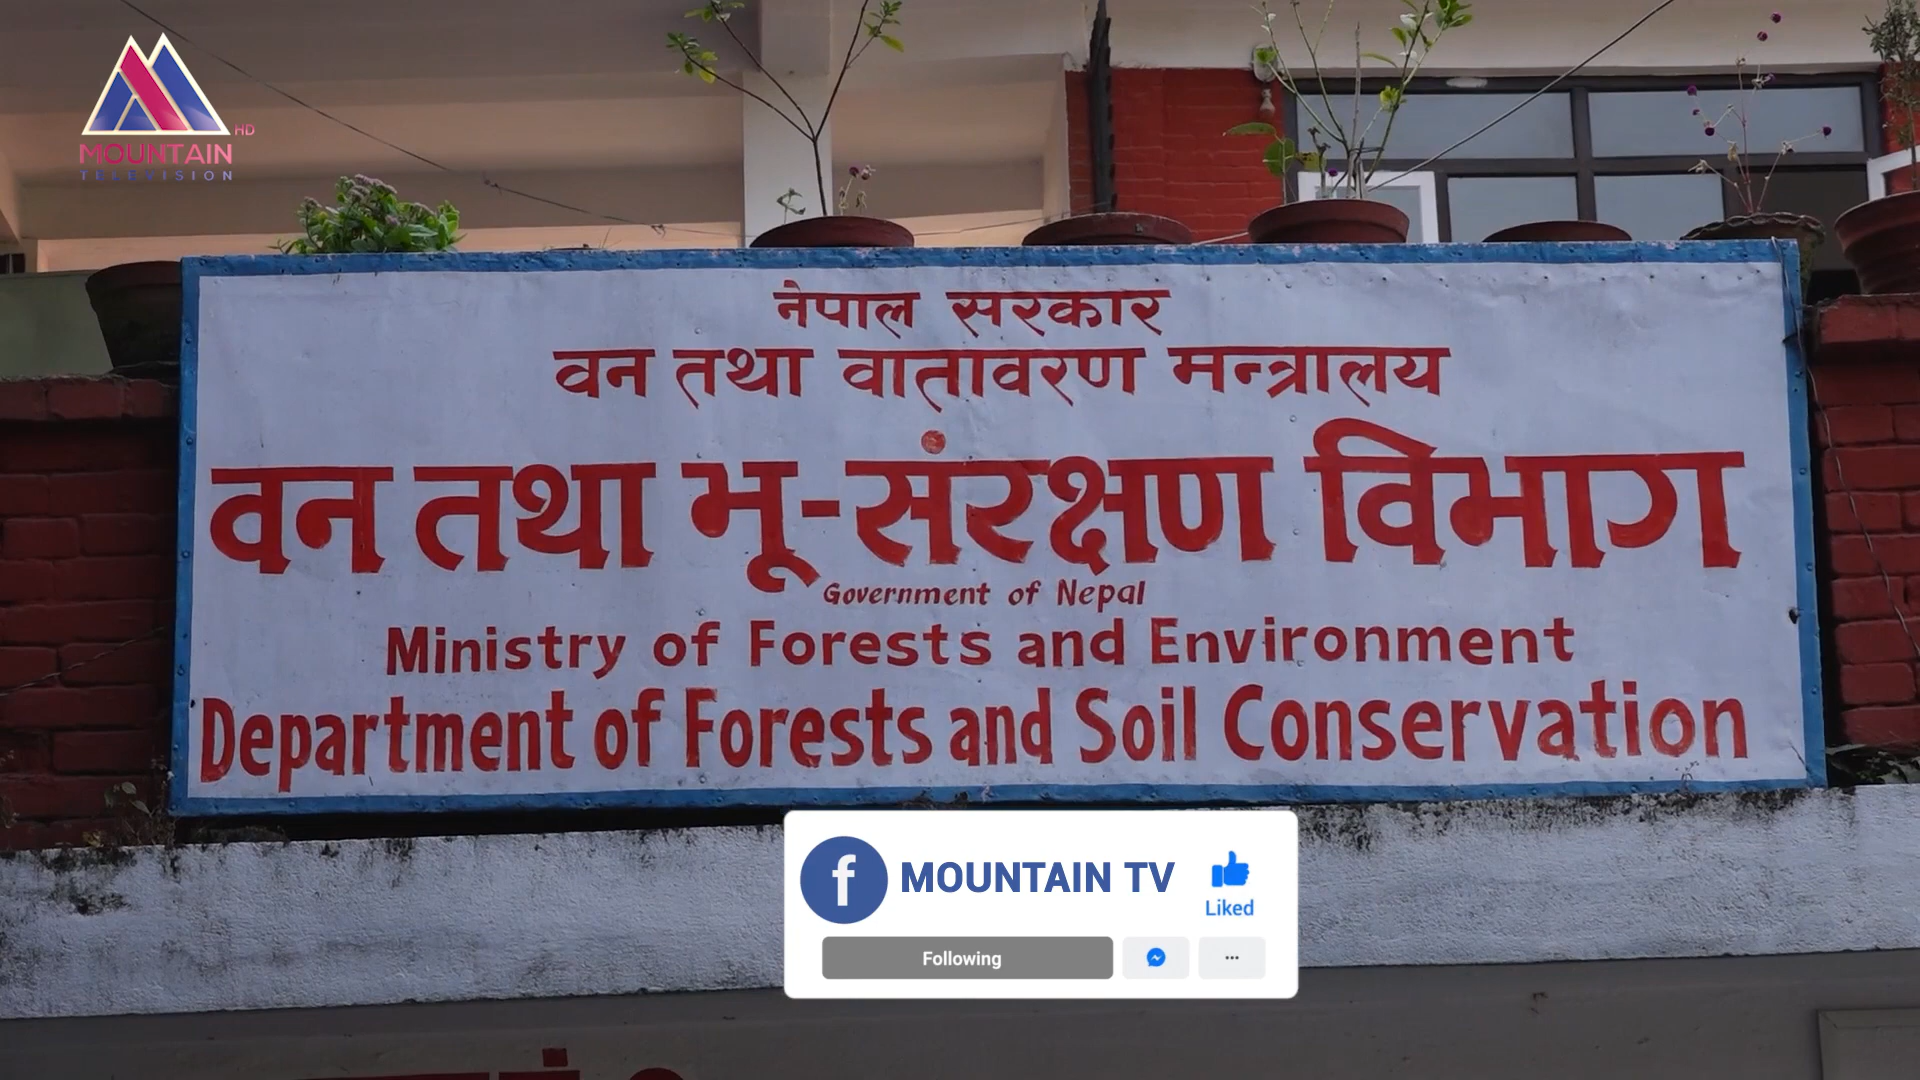 MOUNTAIN HD
TELEVISION
नेपाल सरकार
वन तथा वातावरण मन्त्रालय
वन तथा भू-संरक्षण विभाग
Government of Nepal
Ministry of Forests and Environment
Department of Forests and Soil Conservation
f MOUNTAIN TV
Liked
Following